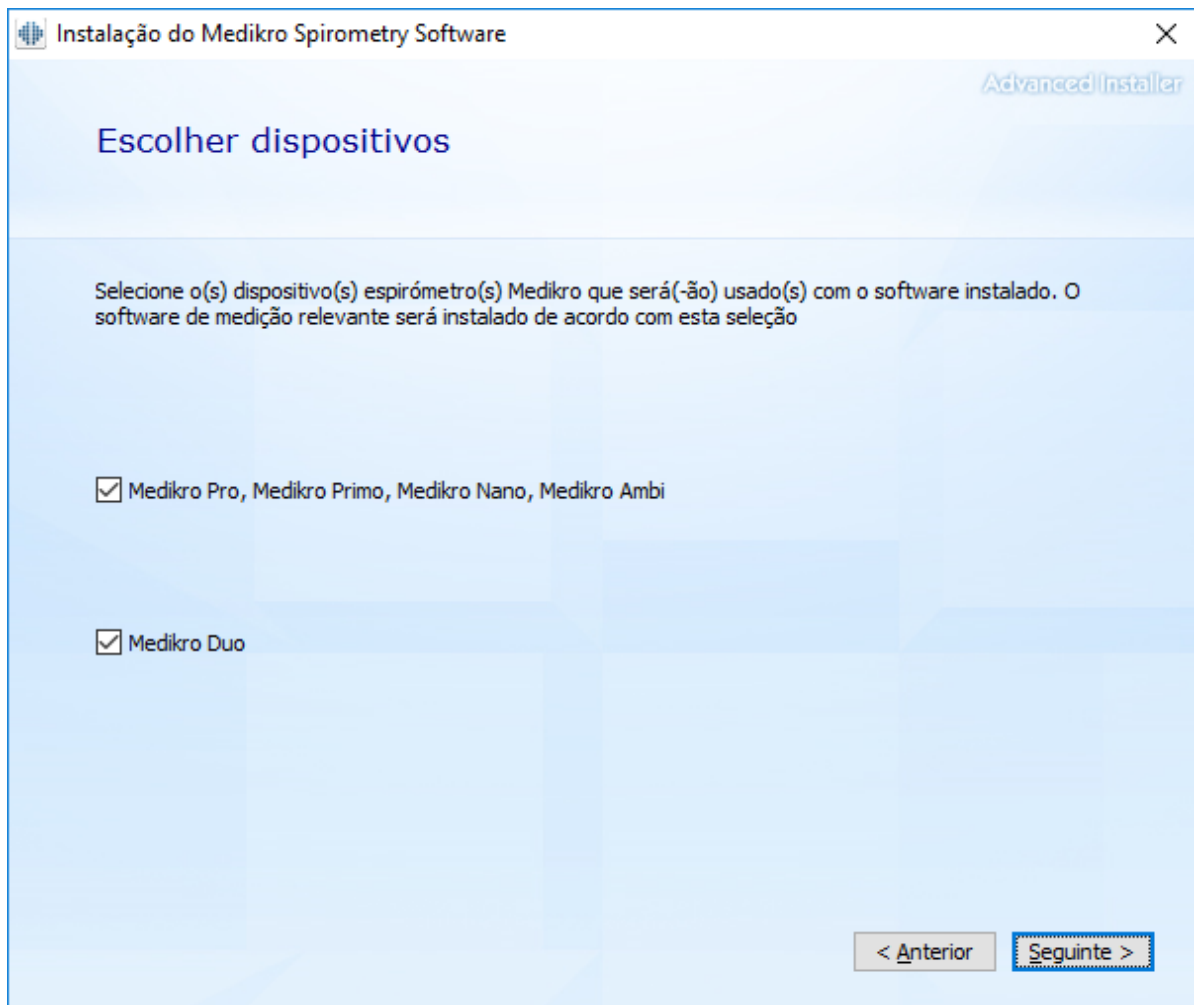 Instalação do Medikro Spirometry Software
Advanced Installer
Escolher dispositivos
Selecione o(s) dispositivo(s) espirómetro(s) Medikro que será(-ão) usado(s) com o software instalado. O
software de medição relevante será instalado de acordo com esta seleção
Medikro Pro, Medikro Primo, Medikro Nano, Medikro Ambi
Medikro Duo
< Anterior
Seguinte >